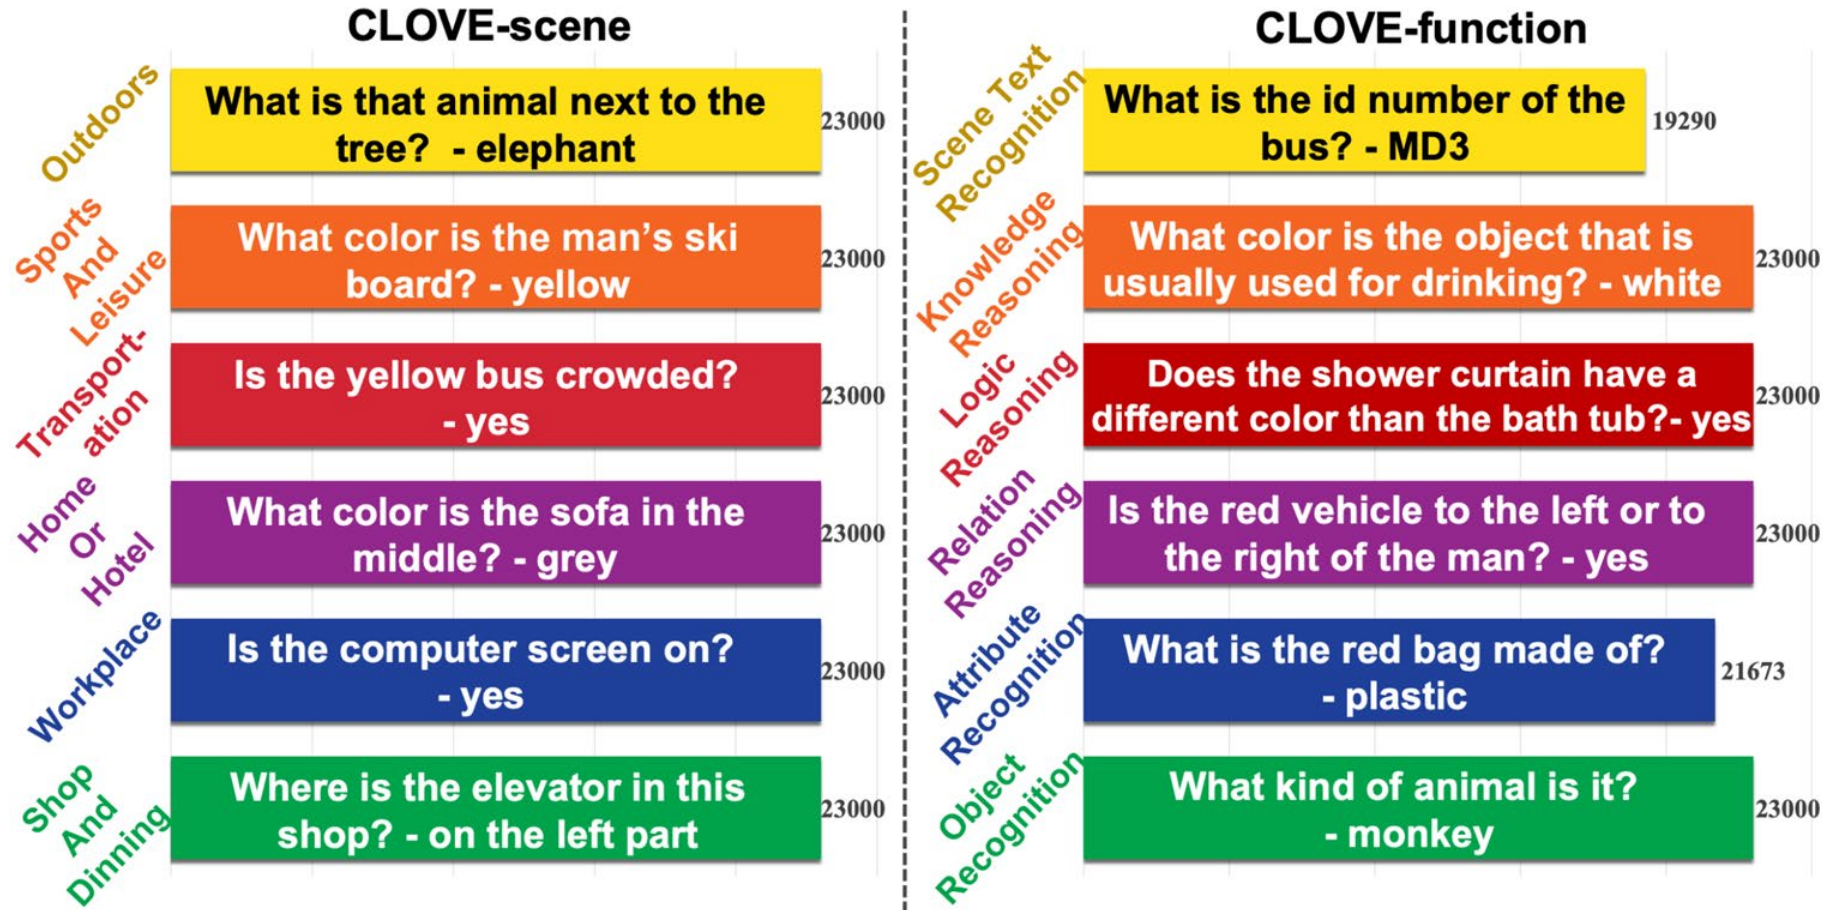 CLOVE-scene
Outdoors
What is that animal next to the
tree?  - elephant
23000
Sports
And
Leisure
What color is the man’s ski
board? - yellow
23000
Transport-
ation
Is the yellow bus crowded?
- yes
23000
Home
Or
Hotel
What color is the sofa in the
middle? - grey
23000
Workplace
Is the computer screen on?
- yes
23000
Shop
And
Dinning
Where is the elevator in this
shop? - on the left part
23000
CLOVE-function
Scene Text
Recognition
What is the id number of the
bus? - MD3
19290
Knowledge
Reasoning
What color is the object that is
usually used for drinking? - white
23000
Logic
Reasoning
Does the shower curtain have a
different color than the bath tub?- yes
23000
Relation
Reasoning
Is the red vehicle to the left or to
the right of the man? - yes
23000
Attribute
Recognition
What is the red bag made of?
- plastic
21673
Object
Recognition
What kind of animal is it?
- monkey
23000